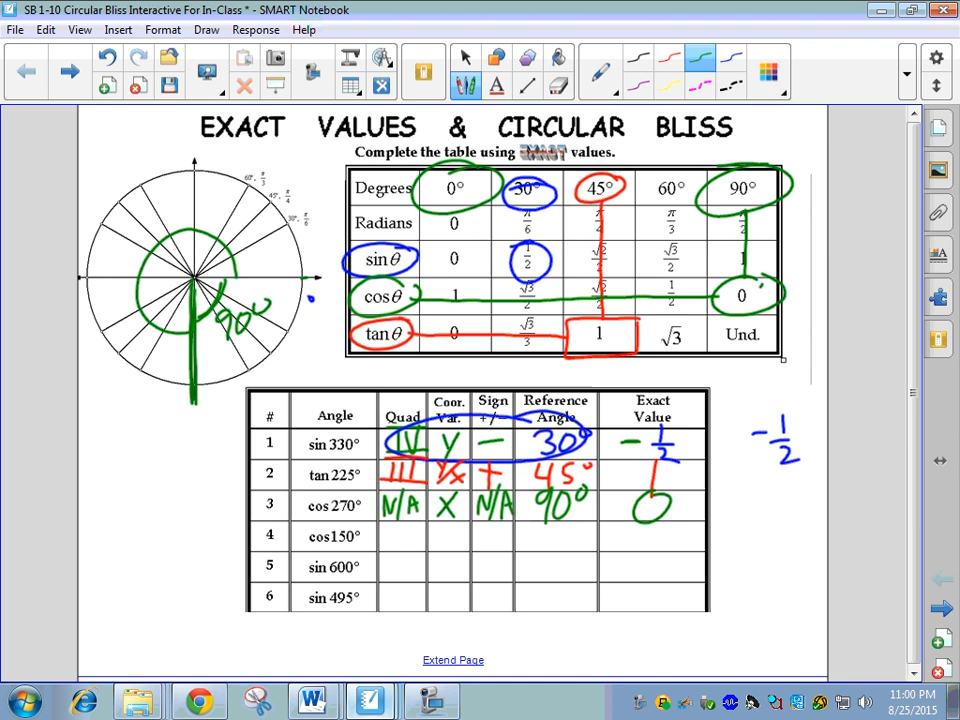 SB 1-10 Circular Bliss Interactive For In-Class * - SMART Notebook
File Edit View Insert Format Draw Response Help
EXACT VALUES & CIRCULAR BLISS
Complete the table using EXACT values.
60°, π/3
45°, π/4
30°, π/6
Degrees 0° 30° 45° 60° 90°
Radians 0 π/6 π/4 π/3 π/2
sin θ 0 1/2 √2/2 √3/2 1
cos θ 1 √3/2 √2/2 1/2 0
tan θ 0 √3/3 1 √3 Und.
90°
# Angle Quad Coor. Var. Sign +/- Reference Angle Exact Value
1 sin 330° IV y - 30° - 1/2
- 1/2
2 tan 225° III y/x + 45° 1
3 cos 270° N/A X N/A 90° 0
4 cos 150°
5 sin 600°
6 sin 495°
Extend Page
11:00 PM
8/25/2015